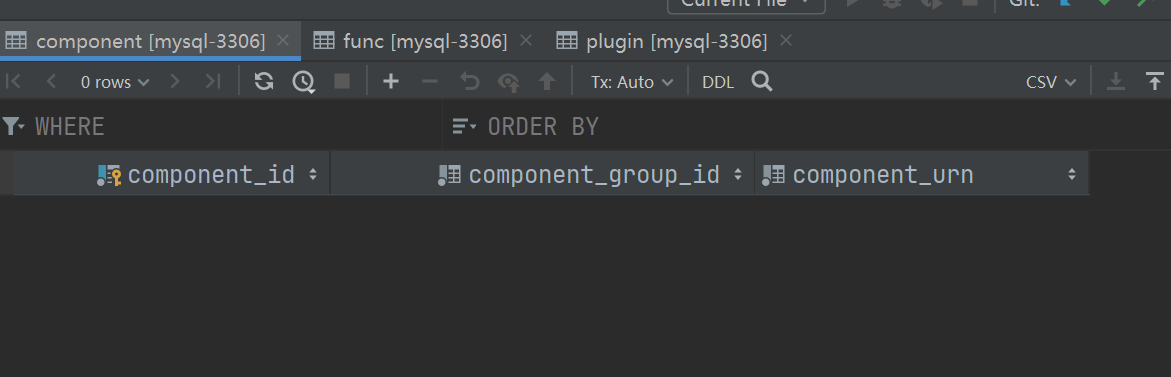 Current File Git:
component [mysql-3306] func [mysql-3306] plugin [mysql-3306]
0 rows Tx: Auto DDL CSV
WHERE ORDER BY
component_id component_group_id component_urn